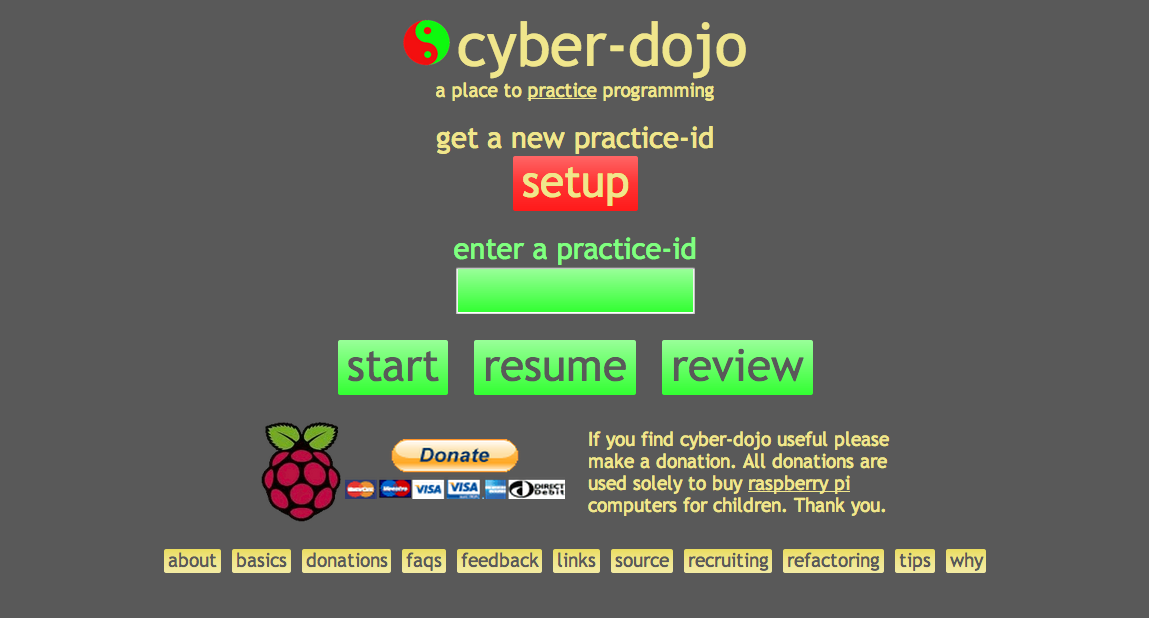 cyber-dojo
a place to practice programming
get a new practice-id
setup
enter a practice-id
start resume review
Donate
MasterCard Maestro VISA VISA DIRECT Debit
If you find cyber-dojo useful please
make a donation. All donations are
used solely to buy raspberry pi
computers for children. Thank you.
about basics donations faqs feedback links source recruiting refactoring tips why